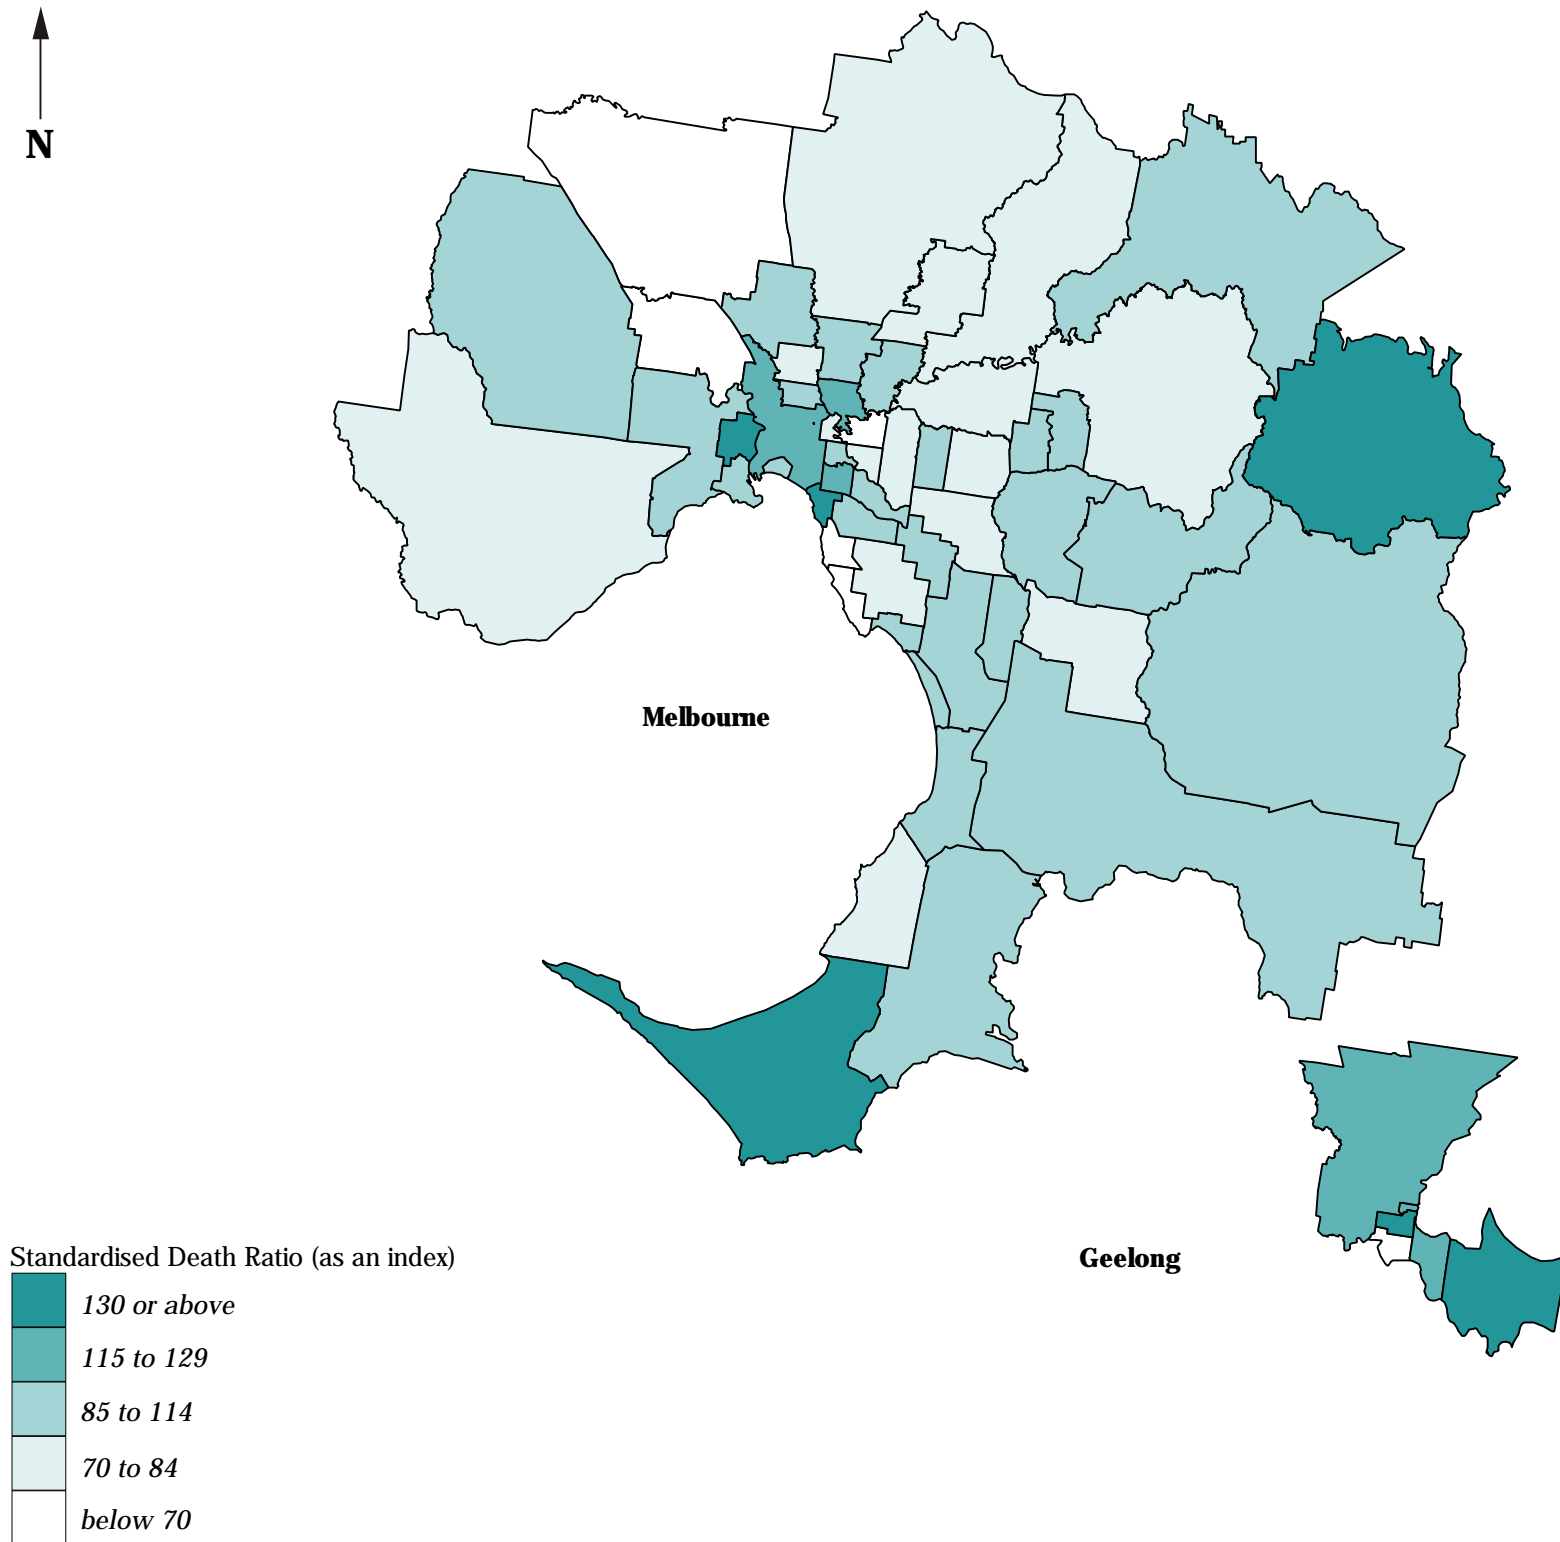 N
Melbourne
Geelong
Standardised Death Ratio (as an index)
130 or above
115 to 129
85 to 114
70 to 84
below 70